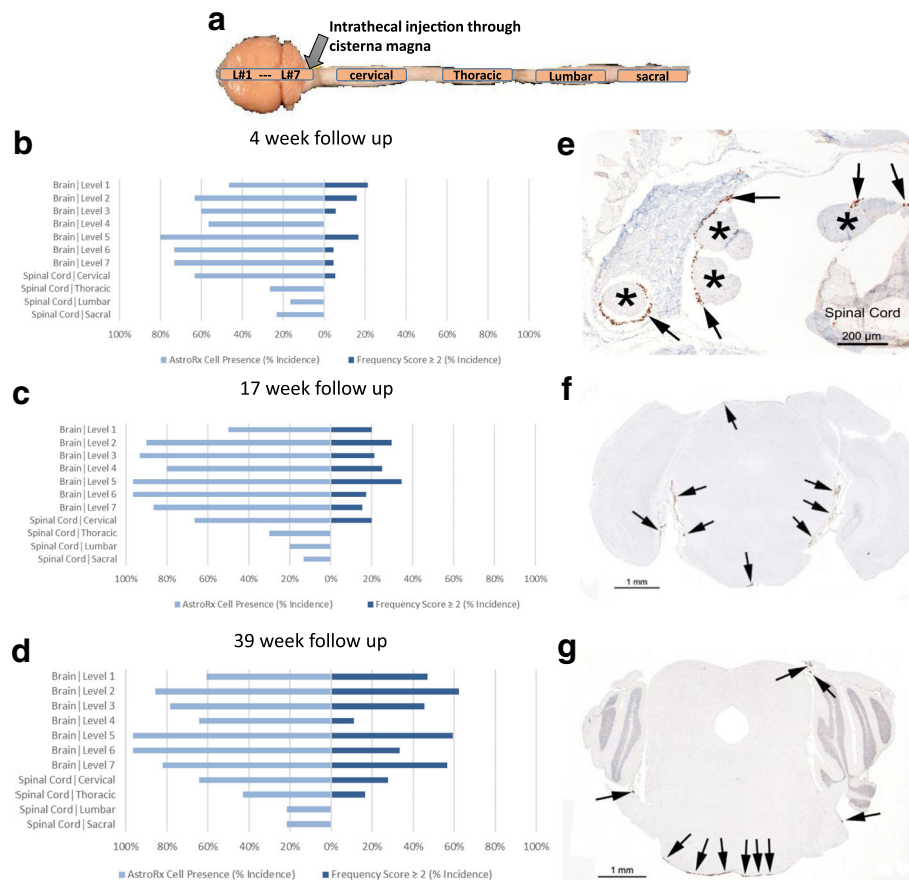 a
Intrathecal injection through
cisterna magna
L#1 --- L#7
cervical
Thoracic
Lumbar
sacral
b
4 week follow up
Brain|Level 1
Brain|Level 2
Brain|Level 3
Brain|Level 4
Brain|Level 5
Brain|Level 6
Brain|Level 7
Spinal Cord|Cervical
Spinal Cord|Thoracic
Spinal Cord|Lumbar
Spinal Cord|Sacral
100% 80% 60% 40% 20% 0% 20% 40% 60% 80% 100%
AstroRx Cell Presence (% Incidence) Frequency Score ≥ 2 (% Incidence)
e
* * * *
Spinal Cord
200 µm
c
17 week follow up
Brain|Level 1
Brain|Level 2
Brain|Level 3
Brain|Level 4
Brain|Level 5
Brain|Level 6
Brain|Level 7
Spinal Cord|Cervical
Spinal Cord|Thoracic
Spinal Cord|Lumbar
Spinal Cord|Sacral
100% 80% 60% 40% 20% 0% 20% 40% 60% 80% 100%
AstroRx Cell Presence (% Incidence) Frequency Score ≥ 2 (% Incidence)
f
1 mm
d
39 week follow up
Brain|Level 1
Brain|Level 2
Brain|Level 3
Brain|Level 4
Brain|Level 5
Brain|Level 6
Brain|Level 7
Spinal Cord|Cervical
Spinal Cord|Thoracic
Spinal Cord|Lumbar
Spinal Cord|Sacral
100% 80% 60% 40% 20% 0% 20% 40% 60% 80% 100%
AstroRx Cell Presence (% Incidence) Frequency Score ≥ 2 (% Incidence)
g
1 mm